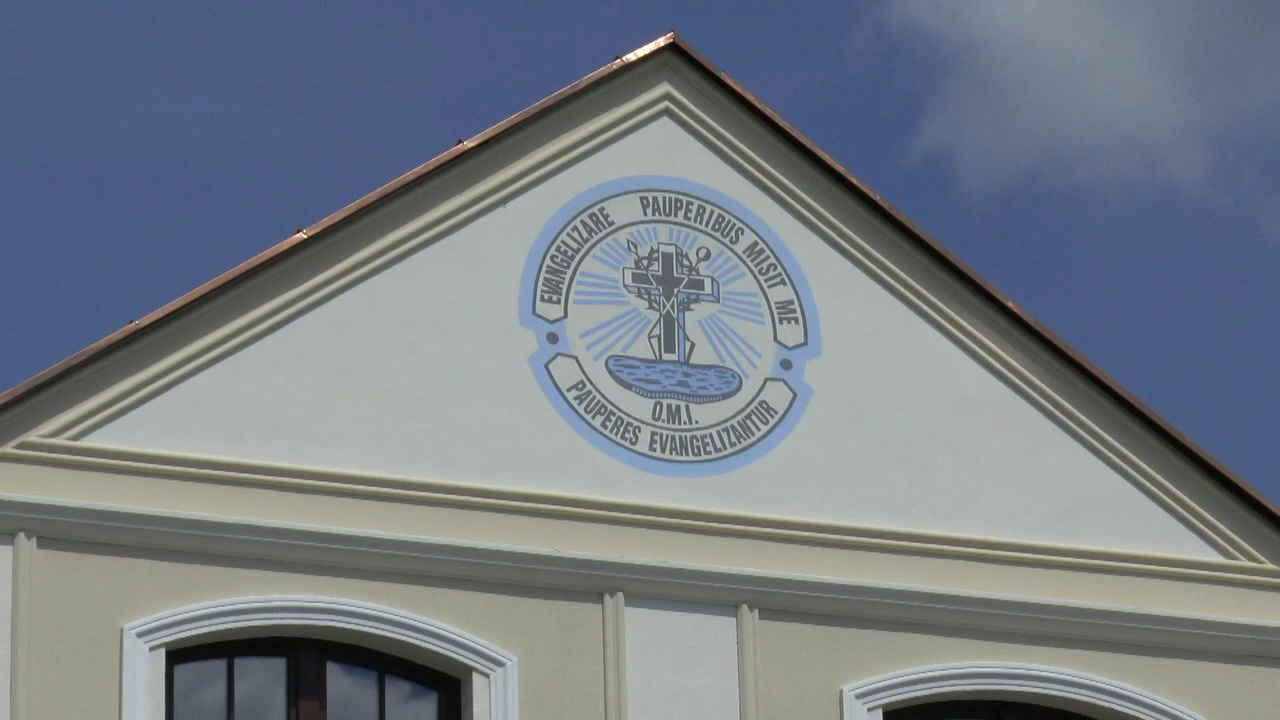 EVANGELIZARE PAUPERIBUS MISIT ME
O.M.I.
PAUPERES EVANGELIZANTUR